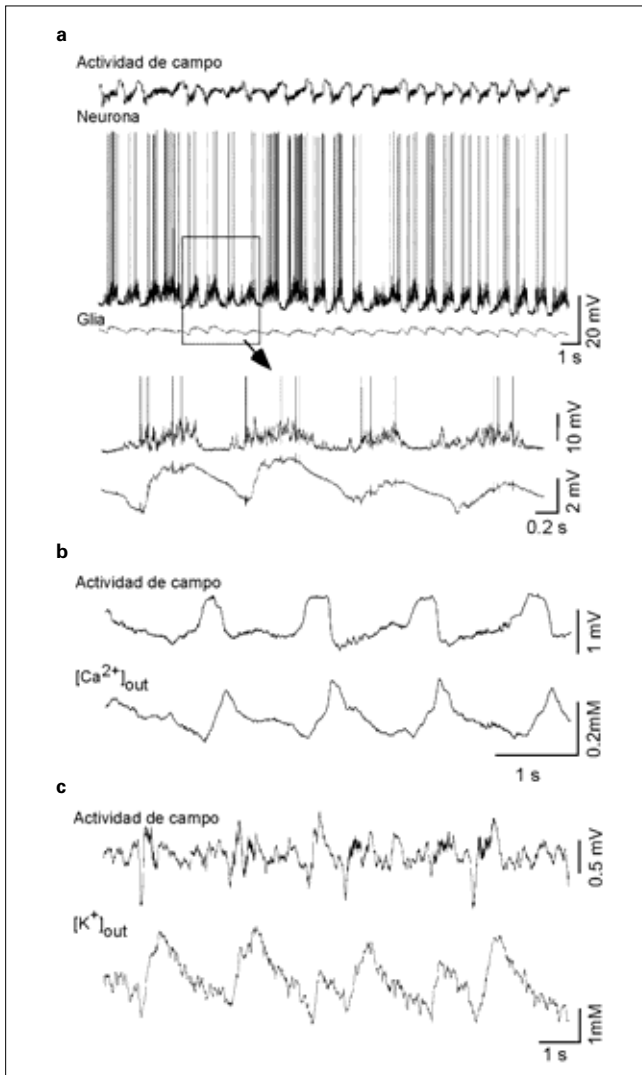 a
Actividad de campo
Neurona
Glia
20 mV
1 s
10 mV
2 mV
0.2 s
b
Actividad de campo
1 mV
[Ca2+]out
0.2mM
1 s
c
Actividad de campo
0.5 mV
[K+]out
1mM
1 s